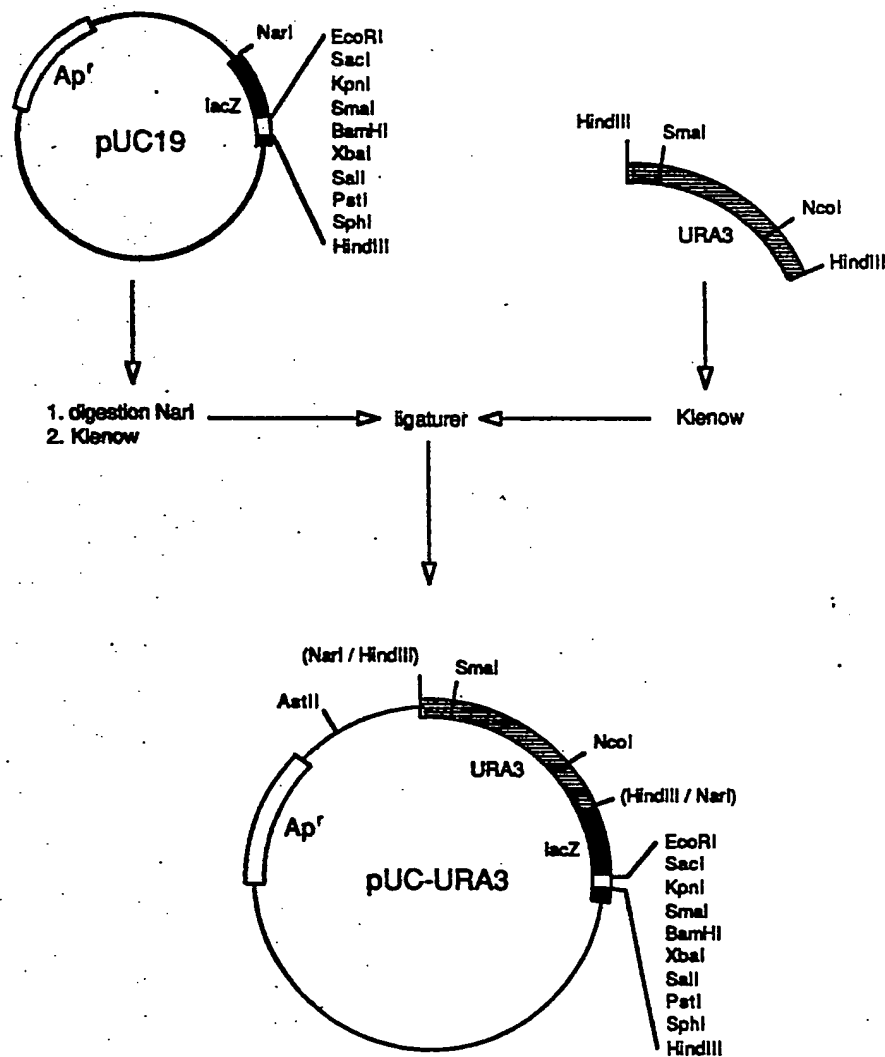 NarI
EcoRI
SacI
KpnI
SmaI
BamHI
XbaI
SalI
PstI
SphI
HindIII
Apr
lacZ
pUC19
HindIII
SmaI
NcoI
URA3
HindIII
1. digestion NarI
2. Klenow
ligaturer
Klenow
(NarI / HindIII)
SmaI
AatII
NcoI
URA3
(HindIII / NarI)
Apr
lacZ
pUC-URA3
EcoRI
SacI
KpnI
SmaI
BamHI
XbaI
SalI
PstI
SphI
HindIII